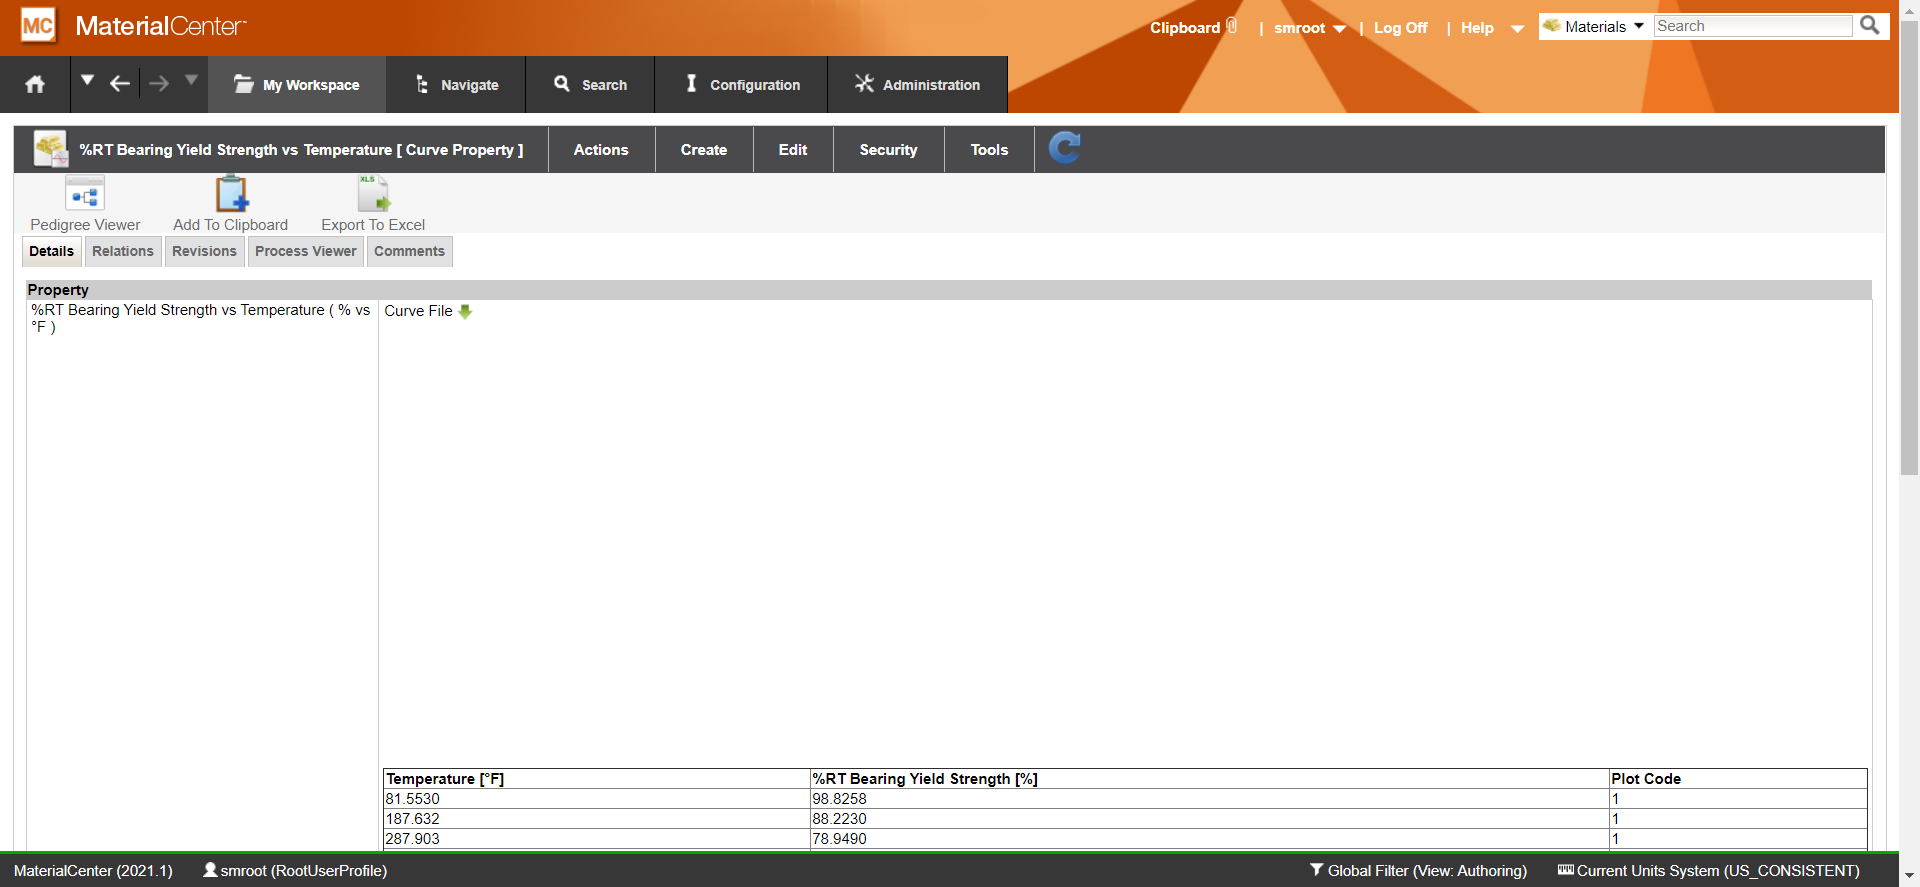 MC MaterialCenter
Clipboard | smroot | Log Off | Help Materials Search
My Workspace Navigate Search Configuration Administration
%RT Bearing Yield Strength vs Temperature [ Curve Property ] Actions Create Edit Security Tools
XLS
Pedigree Viewer Add To Clipboard Export To Excel
Details Relations Revisions Process Viewer Comments
Property
%RT Bearing Yield Strength vs Temperature ( % vs Curve File
°F )
Temperature [°F] %RT Bearing Yield Strength [%] Plot Code
81.5530 98.8258 1
187.632 88.2230 1
287.903 78.9490 1
MaterialCenter (2021.1) smroot (RootUserProfile) Global Filter (View: Authoring) Current Units System (US_CONSISTENT)